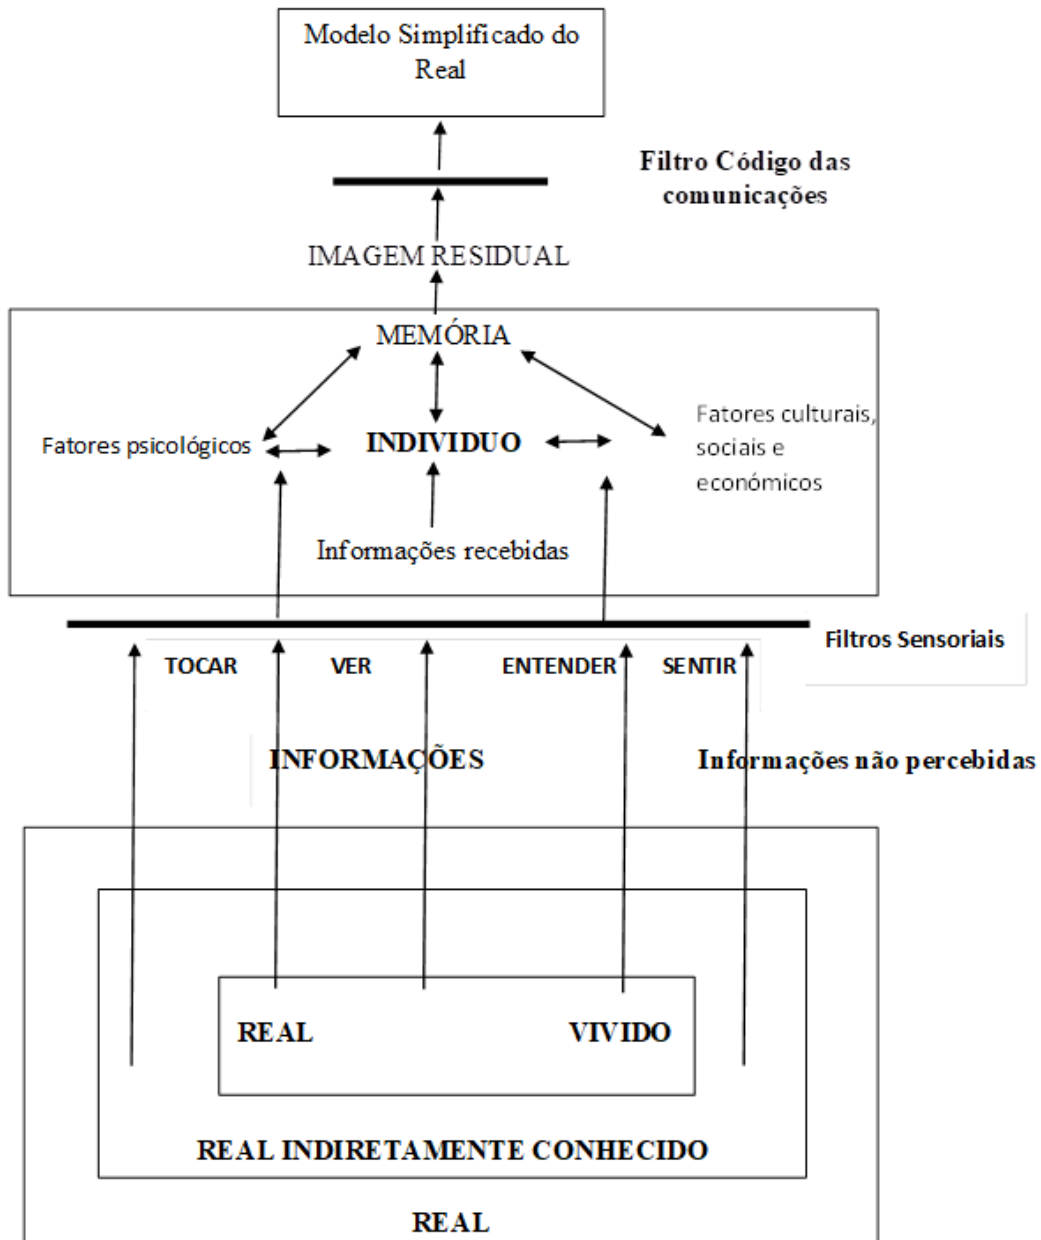 Modelo Simplificado do
Real
Filtro Código das
comunicações
IMAGEM RESIDUAL
MEMÓRIA
Fatores psicológicos
INDIVIDUO
Fatores culturais,
sociais e
económicos
Informações recebidas
Filtros Sensoriais
TOCAR
VER
ENTENDER
SENTIR
INFORMAÇÕES
Informações não percebidas
REAL
VIVIDO
REAL INDIRETAMENTE CONHECIDO
REAL